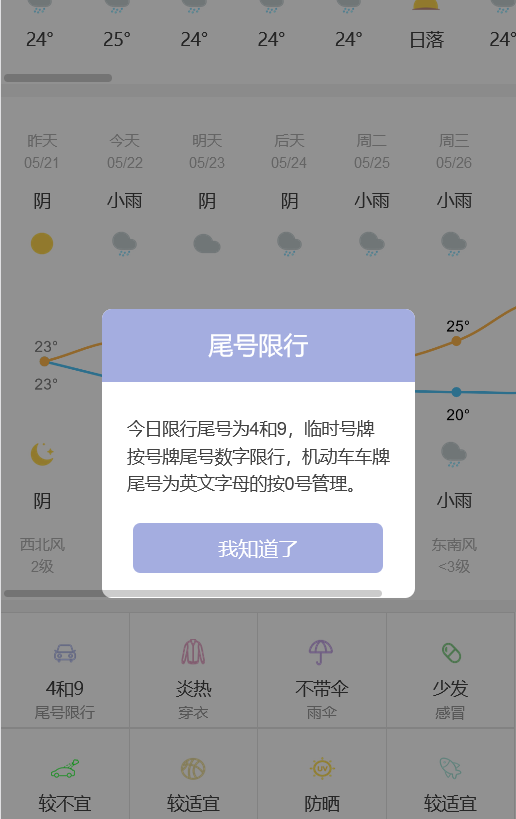 24° 25° 24° 24° 24° 日落 24°
昨天 今天 明天 后天 周二 周三
05/21 05/22 05/23 05/24 05/25 05/26
阴 小雨 阴 阴 小雨 小雨
25°
23°
23°
20°
尾号限行
今日限行尾号为4和9，临时号牌
按号牌尾号数字限行，机动车车牌
尾号为英文字母的按0号管理。
我知道了
阴 小雨
西北风 东南风
2级 <3级
4和9 炎热 不带伞 少发
尾号限行 穿衣 雨伞 感冒
UV
较不宜 较适宜 防晒 较适宜